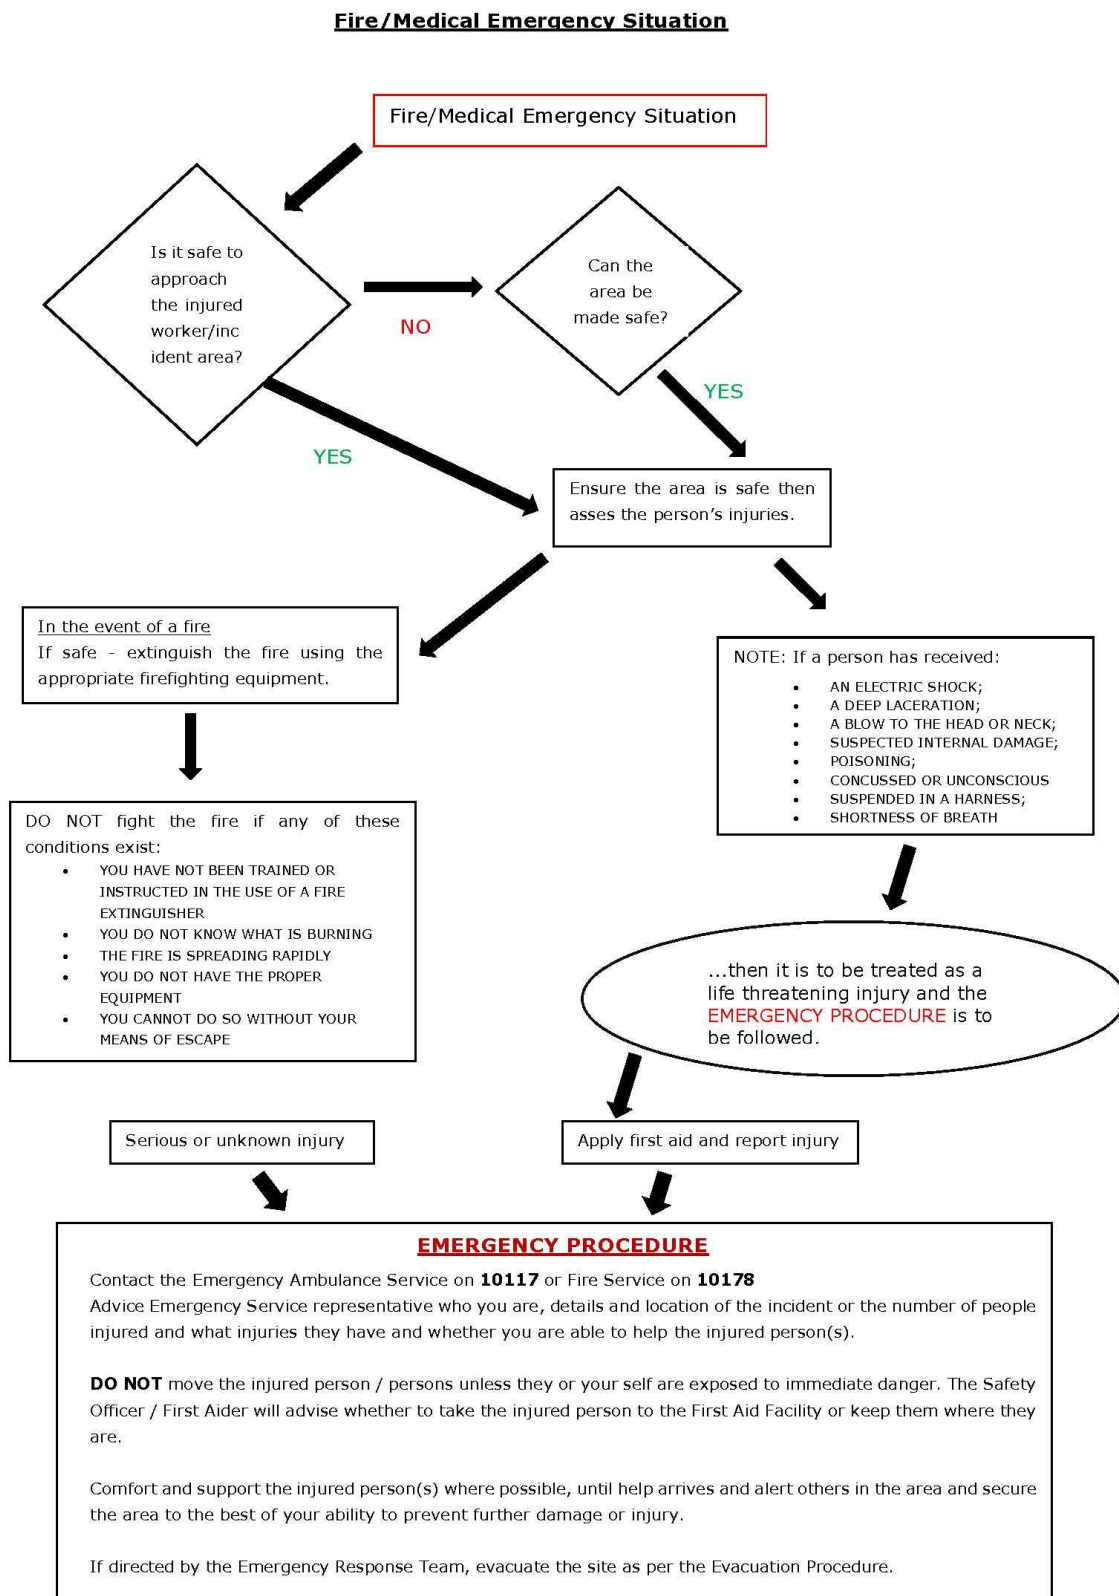 Fire/Medical Emergency Situation
Fire/Medical Emergency Situation
Is it safe to
approach
the injured
worker/inc
ident area?
NO
Can the
area be
made safe?
YES
YES
Ensure the area is safe then
asses the person's injuries.
In the event of a fire
If safe - extinguish the fire using the
appropriate firefighting equipment.
NOTE: If a person has received:
• AN ELECTRIC SHOCK;
• A DEEP LACERATION;
• A BLOW TO THE HEAD OR NECK;
• SUSPECTED INTERNAL DAMAGE;
• POISONING;
• CONCUSSED OR UNCONSCIOUS
• SUSPENDED IN A HARNESS;
• SHORTNESS OF BREATH
DO NOT fight the fire if any of these
conditions exist:
• YOU HAVE NOT BEEN TRAINED OR
INSTRUCTED IN THE USE OF A FIRE
EXTINGUISHER
• YOU DO NOT KNOW WHAT IS BURNING
• THE FIRE IS SPREADING RAPIDLY
• YOU DO NOT HAVE THE PROPER
EQUIPMENT
• YOU CANNOT DO SO WITHOUT YOUR
MEANS OF ESCAPE
...then it is to be treated as a
life threatening injury and the
EMERGENCY PROCEDURE is to
be followed.
Serious or unknown injury
Apply first aid and report injury
EMERGENCY PROCEDURE
Contact the Emergency Ambulance Service on 10117 or Fire Service on 10178
Advice Emergency Service representative who you are, details and location of the incident or the number of people
injured and what injuries they have and whether you are able to help the injured person(s).
DO NOT move the injured person / persons unless they or your self are exposed to immediate danger. The Safety
Officer / First Aider will advise whether to take the injured person to the First Aid Facility or keep them where they
are.
Comfort and support the injured person(s) where possible, until help arrives and alert others in the area and secure
the area to the best of your ability to prevent further damage or injury.
If directed by the Emergency Response Team, evacuate the site as per the Evacuation Procedure.